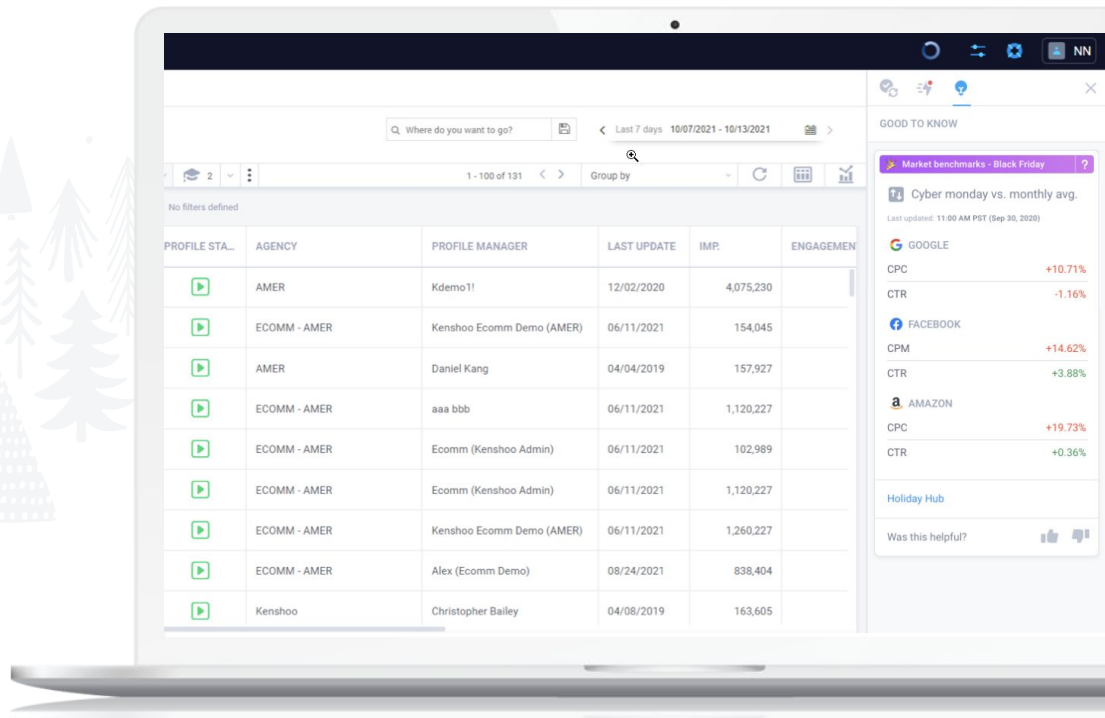 NN
Where do you want to go?
Last 7 days 10/07/2021 - 10/13/2021
2
1 - 100 of 131
Group by
No filters defined
PROFILE STA... AGENCY PROFILE MANAGER LAST UPDATE IMP. ENGAGEMEN
AMER Kdemo1! 12/02/2020 4,075,230
ECOMM - AMER Kenshoo Ecomm Demo (AMER) 06/11/2021 154,045
AMER Daniel Kang 04/04/2019 157,927
ECOMM - AMER aaa bbb 06/11/2021 1,120,227
ECOMM - AMER Ecomm (Kenshoo Admin) 06/11/2021 102,989
ECOMM - AMER Ecomm (Kenshoo Admin) 06/11/2021 1,120,227
ECOMM - AMER Kenshoo Ecomm Demo (AMER) 06/11/2021 1,260,227
ECOMM - AMER Alex (Ecomm Demo) 08/24/2021 838,404
Kenshoo Christopher Bailey 04/08/2019 163,605
GOOD TO KNOW
Market benchmarks - Black Friday ?
Cyber monday vs. monthly avg.
Last updated: 11:00 AM PST (Sep 30, 2020)
GOOGLE
CPC +10.71%
CTR -1.16%
FACEBOOK
CPM +14.62%
CTR +3.88%
a AMAZON
CPC +19.73%
CTR +0.36%
Holiday Hub
Was this helpful?